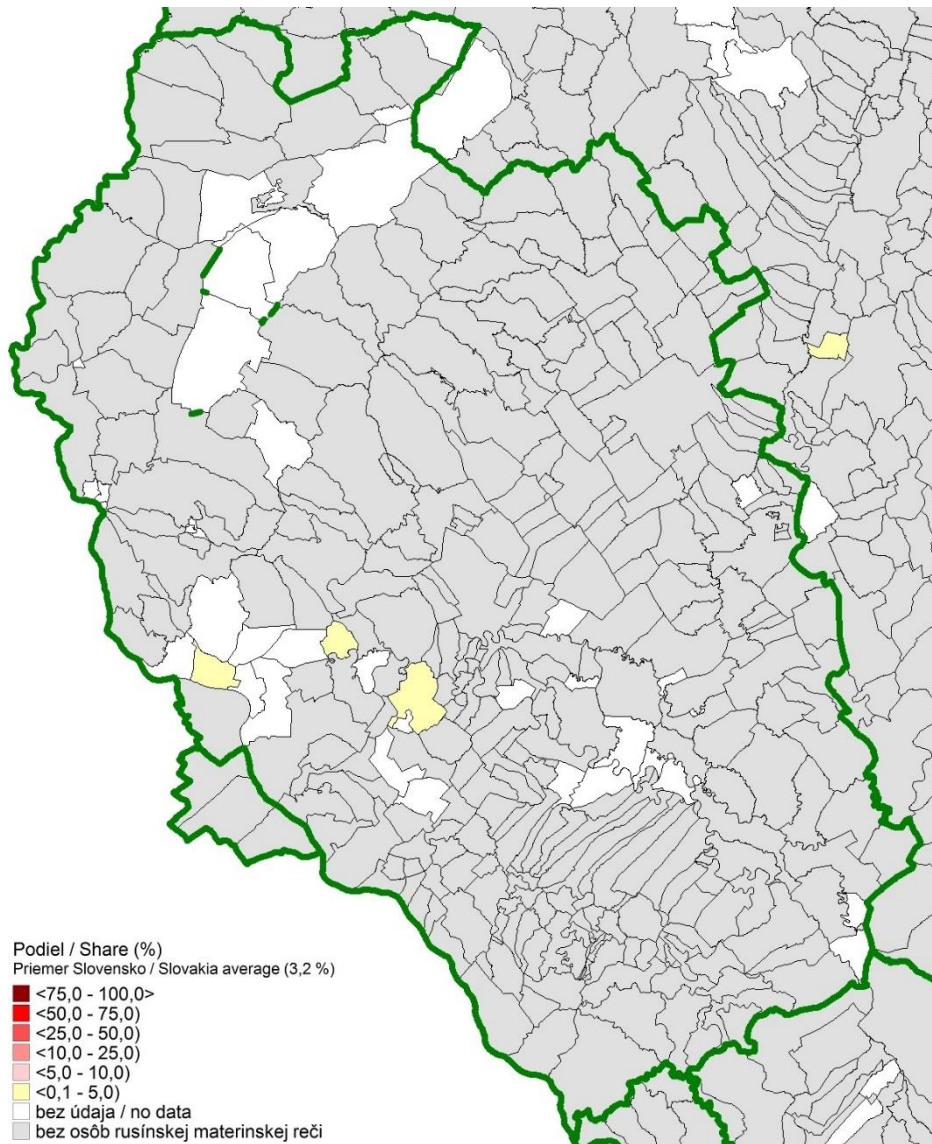 Podiel / Share (%)
Priemer Slovensko / Slovakia average (3,2 %)
<75,0 - 100,0>
<50,0 - 75,0)
<25,0 - 50,0)
<10,0 - 25,0)
<5,0 - 10,0)
<0,1 - 5,0)
bez údaja / no data
bez osôb rusínskej materinskej reči